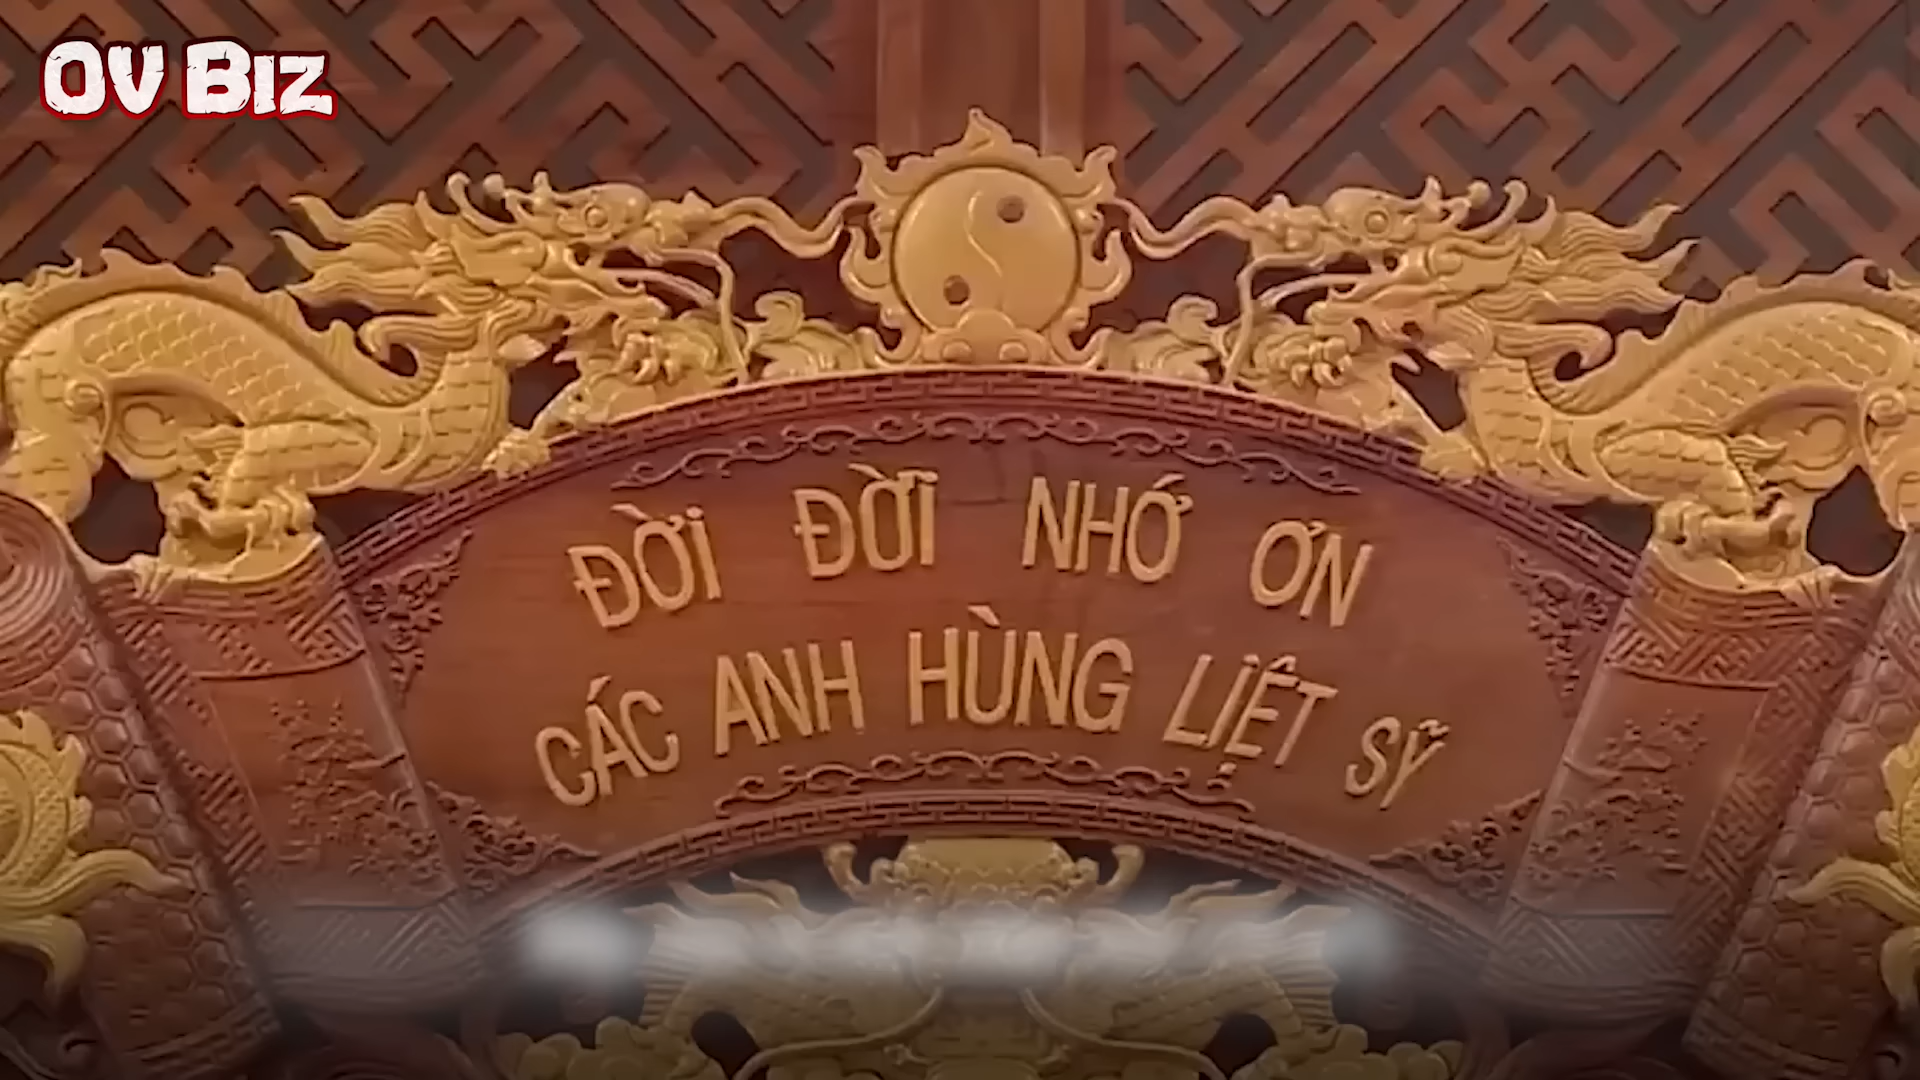 OV BIZ
ĐỜI ĐỜI NHỚ ƠN
CÁC ANH HÙNG LIỆT SỸ